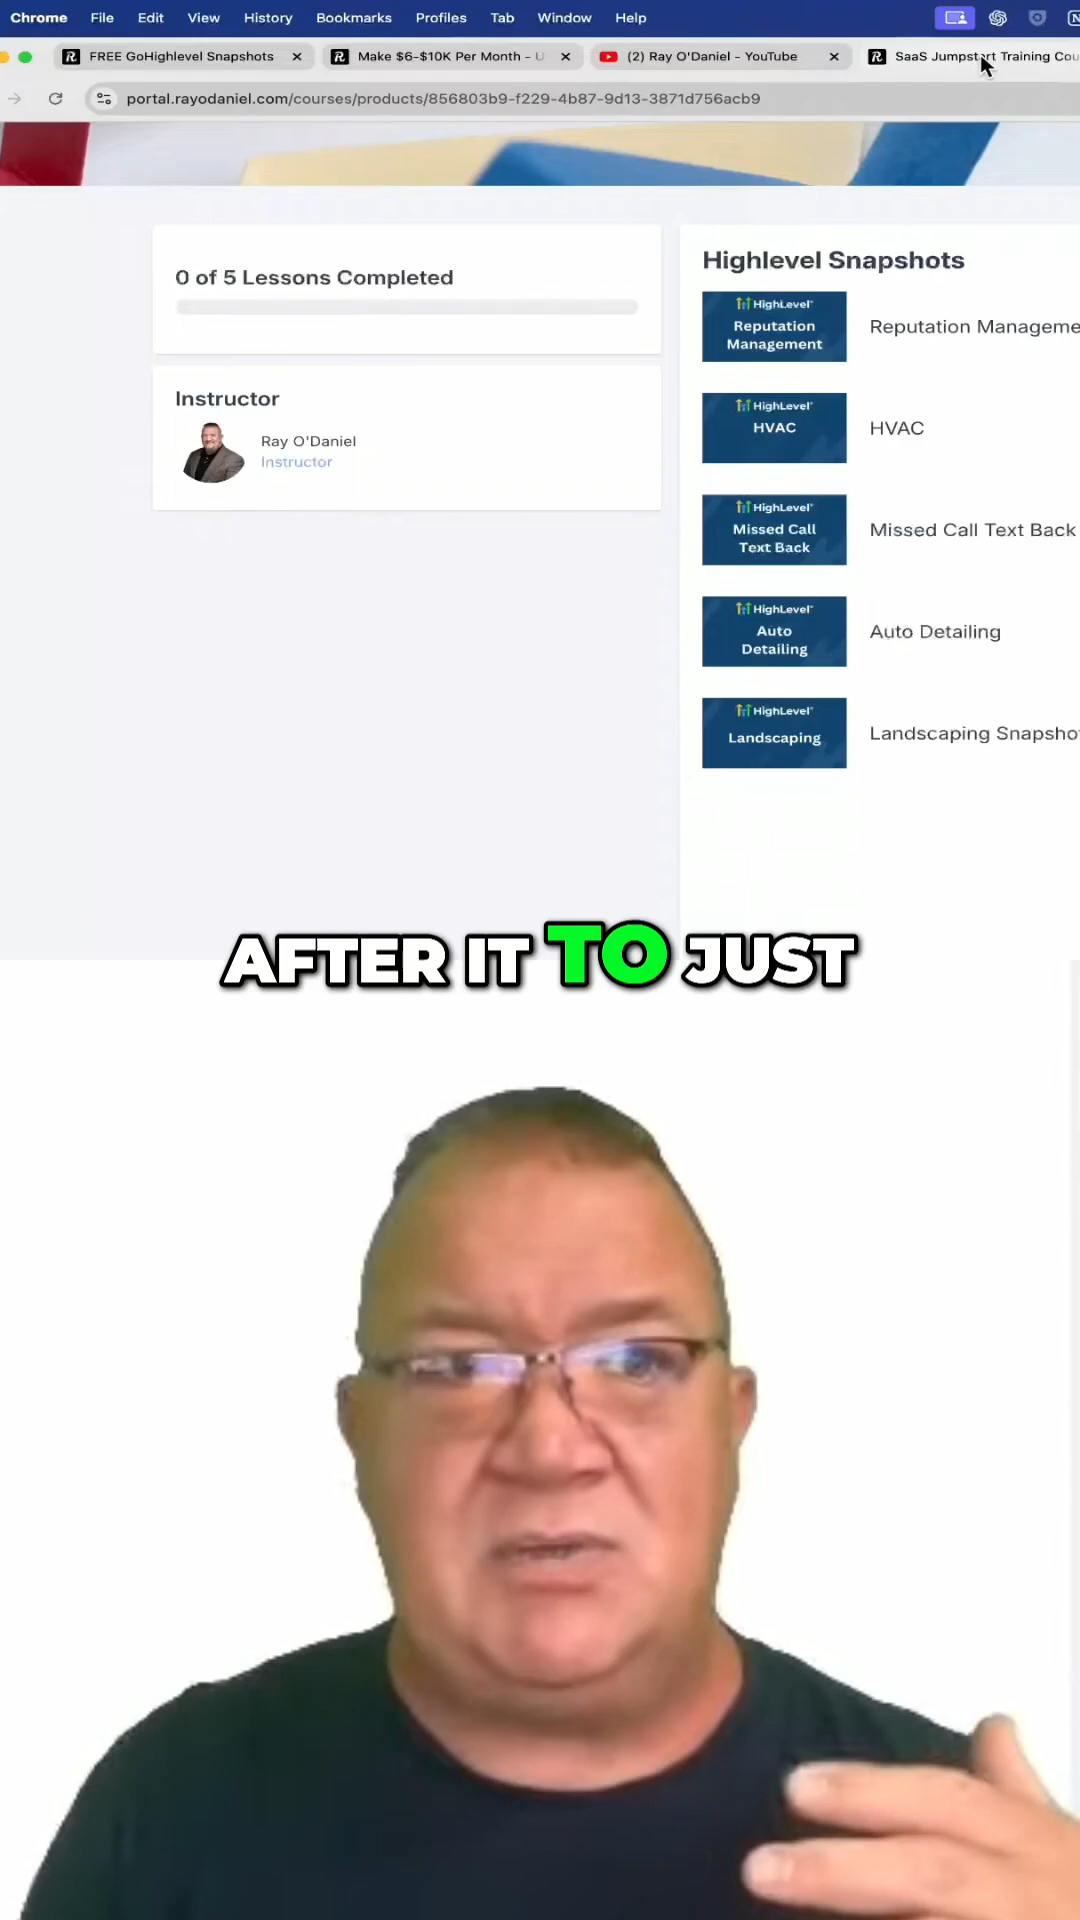 Chrome File Edit View History Bookmarks Profiles Tab Window Help
FREE GoHighlevel Snapshots
Make $6-$10K Per Month - U
(2) Ray O'Daniel - YouTube
SaaS Jumpstart Training Cou
portal.rayodaniel.com/courses/products/856803b9-f229-4b87-9d13-3871d756acb9
0 of 5 Lessons Completed
Instructor
Ray O'Daniel
Instructor
Highlevel Snapshots
HighLevel
Reputation
Management
Reputation Manageme
HighLevel
HVAC
HVAC
HighLevel
Missed Call
Text Back
Missed Call Text Back
HighLevel
Auto
Detailing
Auto Detailing
HighLevel
Landscaping
Landscaping Snapsho
AFTER IT TO JUST